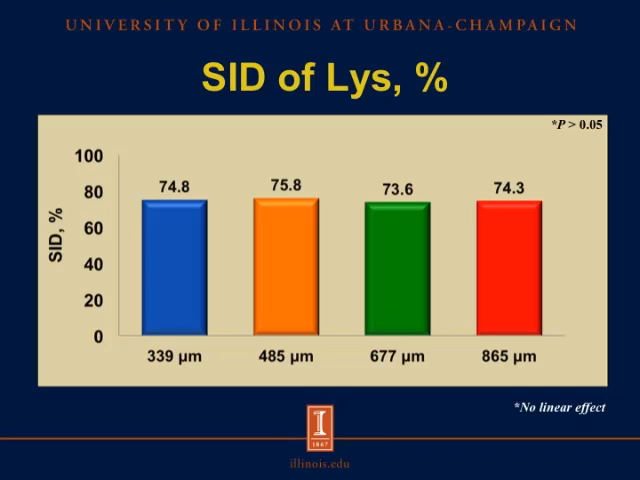 UNIVERSITY OF ILLINOIS AT URBANA-CHAMPAIGN
SID of Lys, %
*P > 0.05
100
80
60
40
20
0
SID, %
74.8
75.8
73.6
74.3
339 µm
485 µm
677 µm
865 µm
*No linear effect
I
1867
illinois.edu